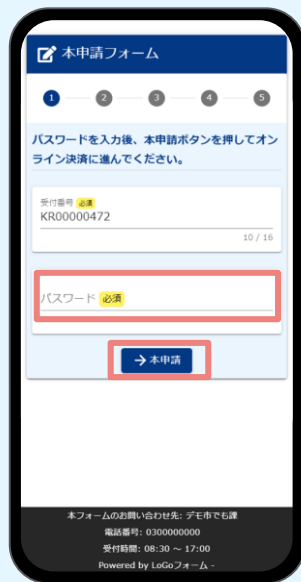 本申請フォーム
1 2 3 4 5
パスワードを入力後、本申請ボタンを押してオン
ライン決済に進んでください。
受付番号 必須
KR00000472
10 / 16
パスワード 必須
→本申請
本フォームのお問い合わせ先: デモ市でも課
電話番号: 0300000000
受付時間: 08:30 ～ 17:00
Powered by LoGoフォーム -